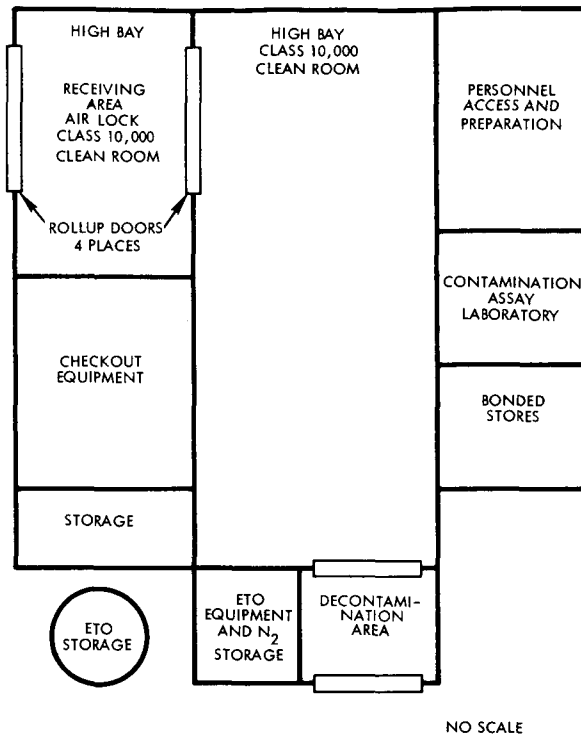 HIGH BAY
RECEIVING
AREA
AIR LOCK
CLASS 10,000
CLEAN ROOM
ROLLUP DOORS
4 PLACES
HIGH BAY
CLASS 10,000
CLEAN ROOM
PERSONNEL
ACCESS AND
PREPARATION
CONTAMINATION
ASSAY
LABORATORY
CHECKOUT
EQUIPMENT
BONDED
STORES
STORAGE
ETO
STORAGE
ETO
EQUIPMENT
AND N2
STORAGE
DECONTAMI-
NATION
AREA
NO SCALE